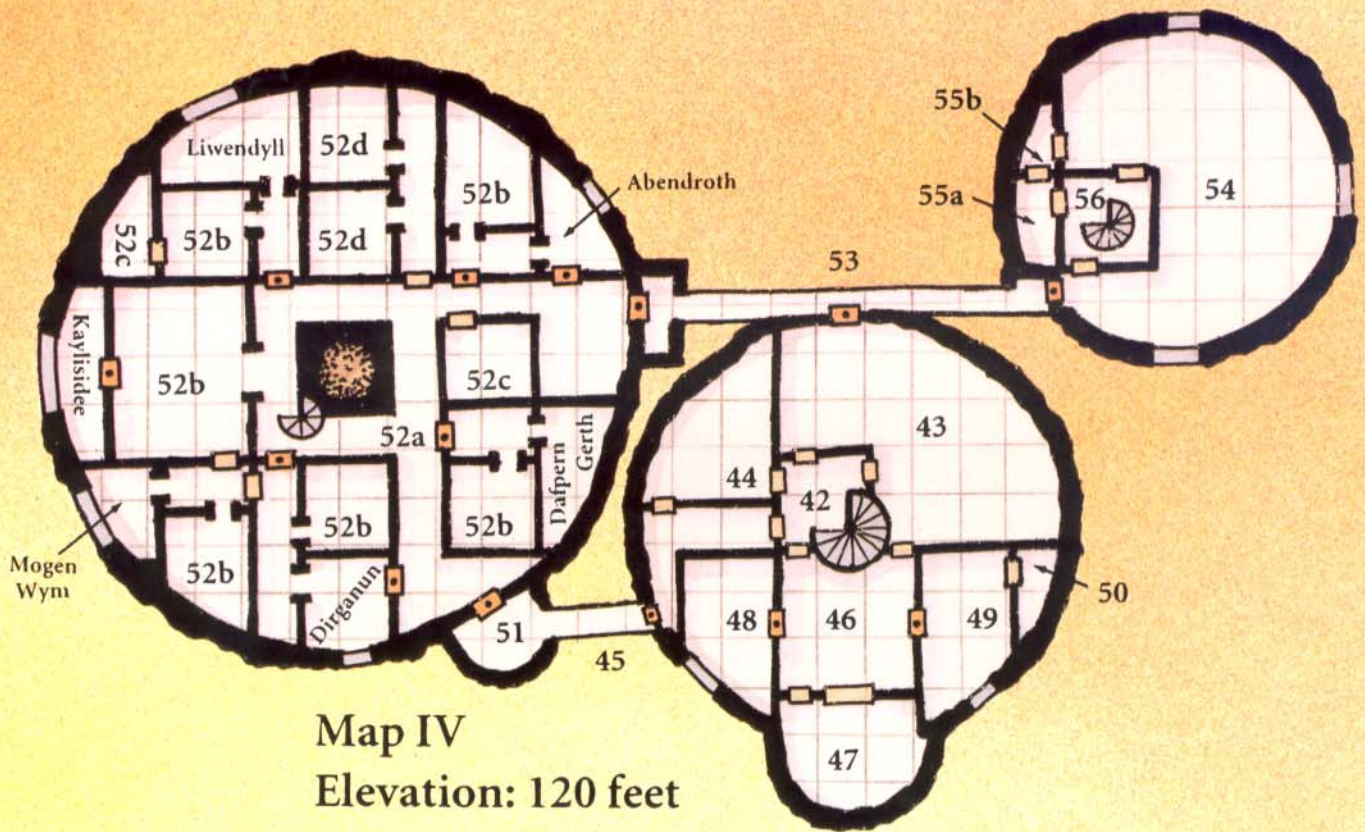 55b
Liwendyll
52d
52b
Abendroth
55a
56
54
52c
52b
52d
53
Kaylisidee
52b
52c
52a
Dafpern
Gerth
43
44
42
Mogen
Wym
52b
52b
52b
Dirganun
51
45
48
46
49
50
47
Map IV
Elevation: 120 feet